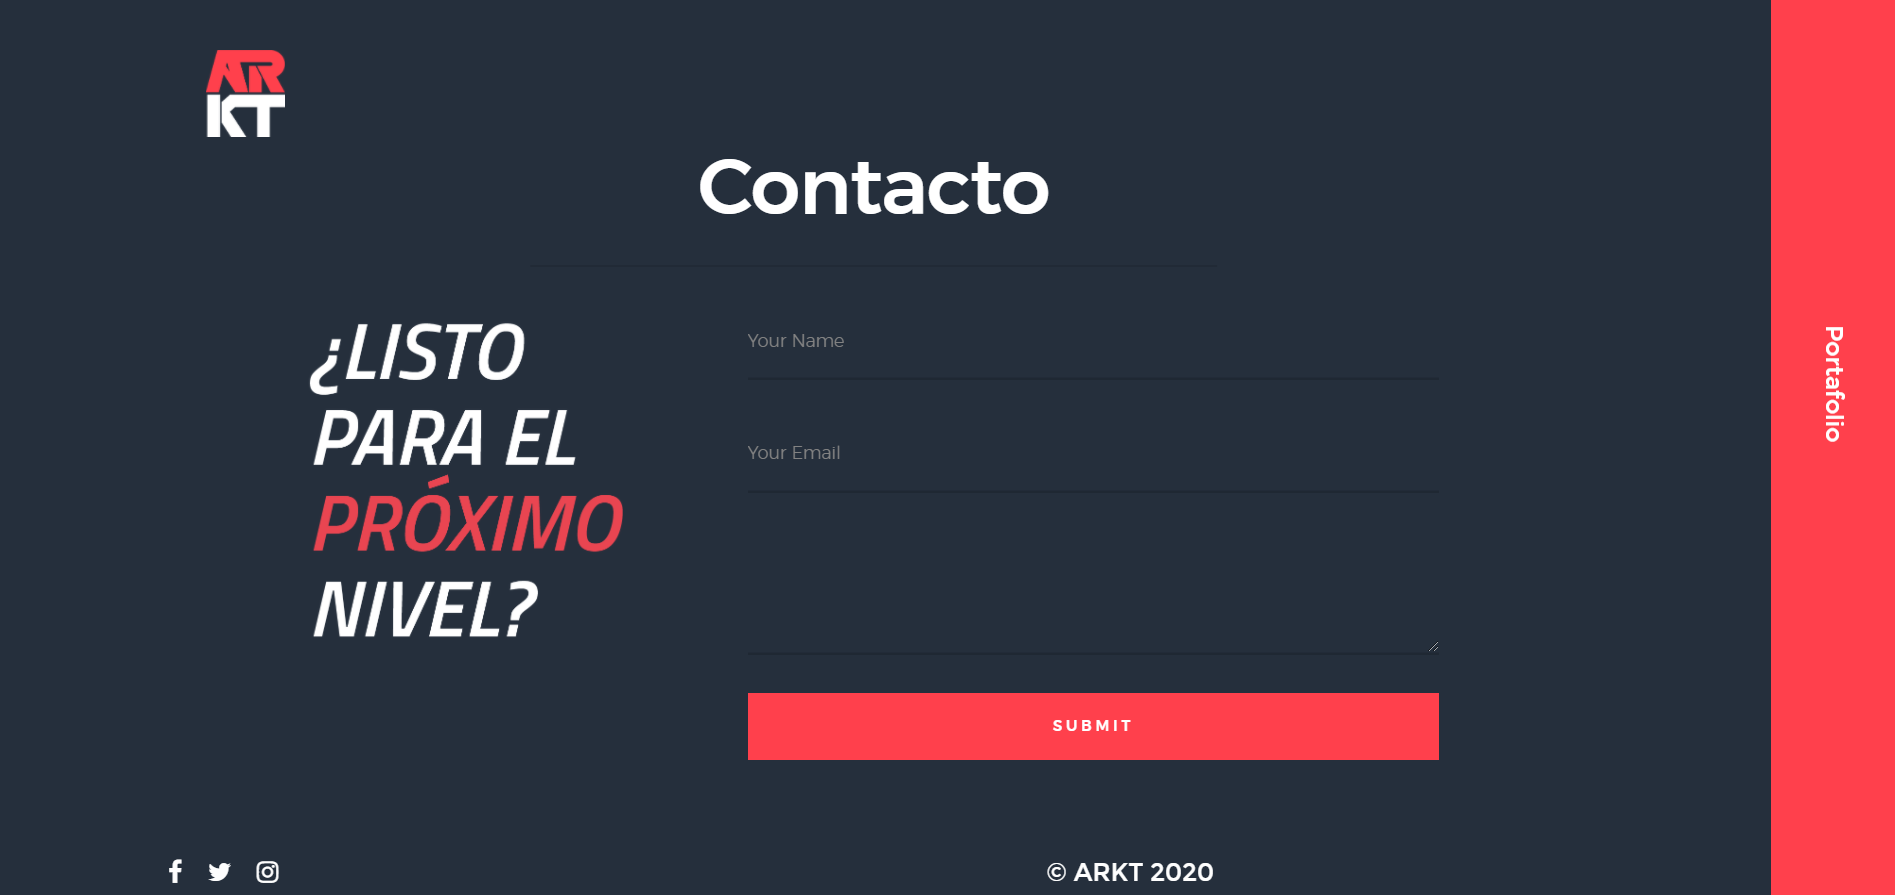 AR
KT
Contacto
¿LISTO
PARA EL
PRÓXIMO
NIVEL?
Your Name
Your Email
SUBMIT
Portafolio
© ARKT 2020